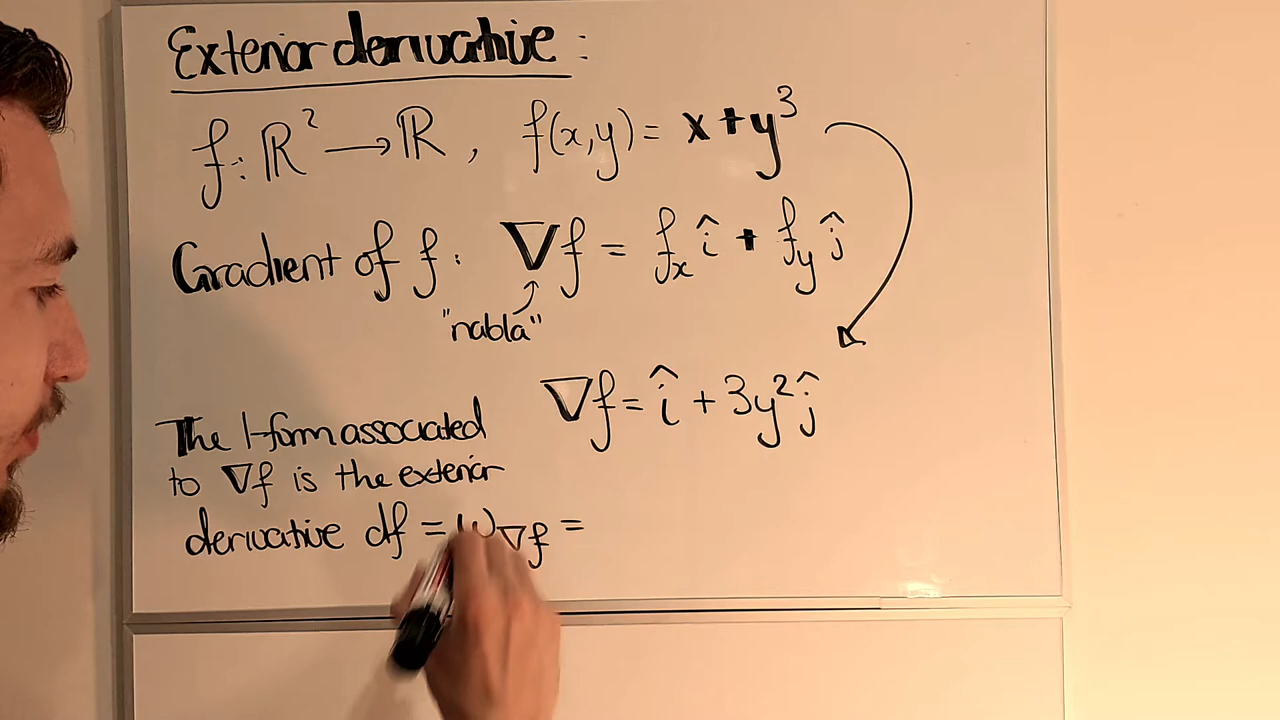 Exterior derivative :
f: ℝ² → ℝ , f(x,y) = x + y³
Gradient of f : ∇f = fₓ î + f_y ĵ
"nabla"
∇f = î + 3y² ĵ
The 1-form associated
to ∇f is the exterior
derivative df = ω_∇f =